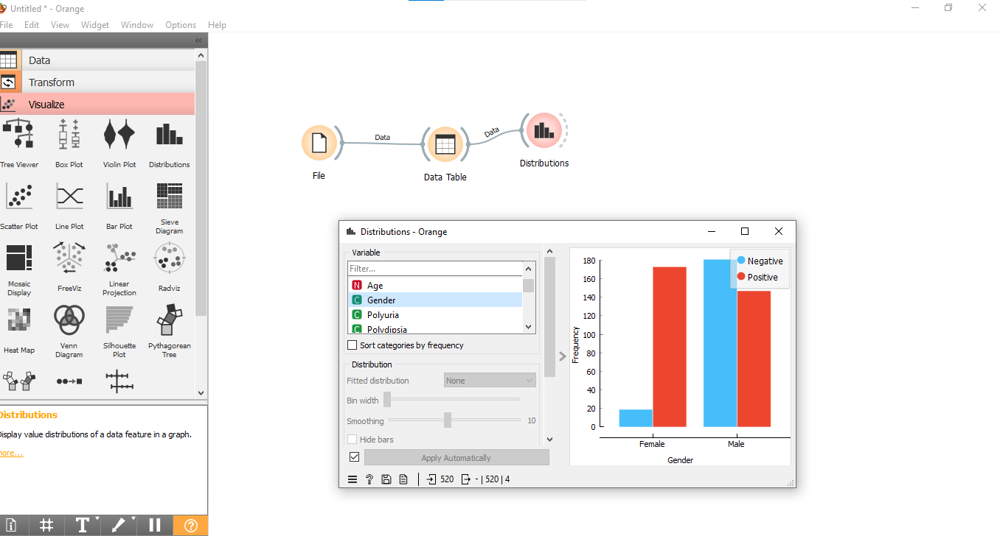 Untitled * - Orange
File Edit View Widget Window Options Help
Data
Transform
Visualize
Tree Viewer Box Plot Violin Plot Distributions
Scatter Plot Line Plot Bar Plot Sieve Diagram
Mosaic Display FreeViz Linear Projection Radviz
Heat Map Venn Diagram Silhouette Plot Pythagorean Tree
Distributions
Display value distributions of a data feature in a graph.
more...
T ?
File
Data
Data Table
Data
Distributions
Distributions - Orange
Variable
Filter...
N Age
C Gender
C Polyuria
C Polydipsia
Sort categories by frequency
Distribution
Fitted distribution None
Bin width
Smoothing 10
Hide bars
Apply Automatically
? 520 - | 520 | 4
Negative
Positive
180
160
140
120
100
80
60
40
20
0
Frequency
Female Male
Gender